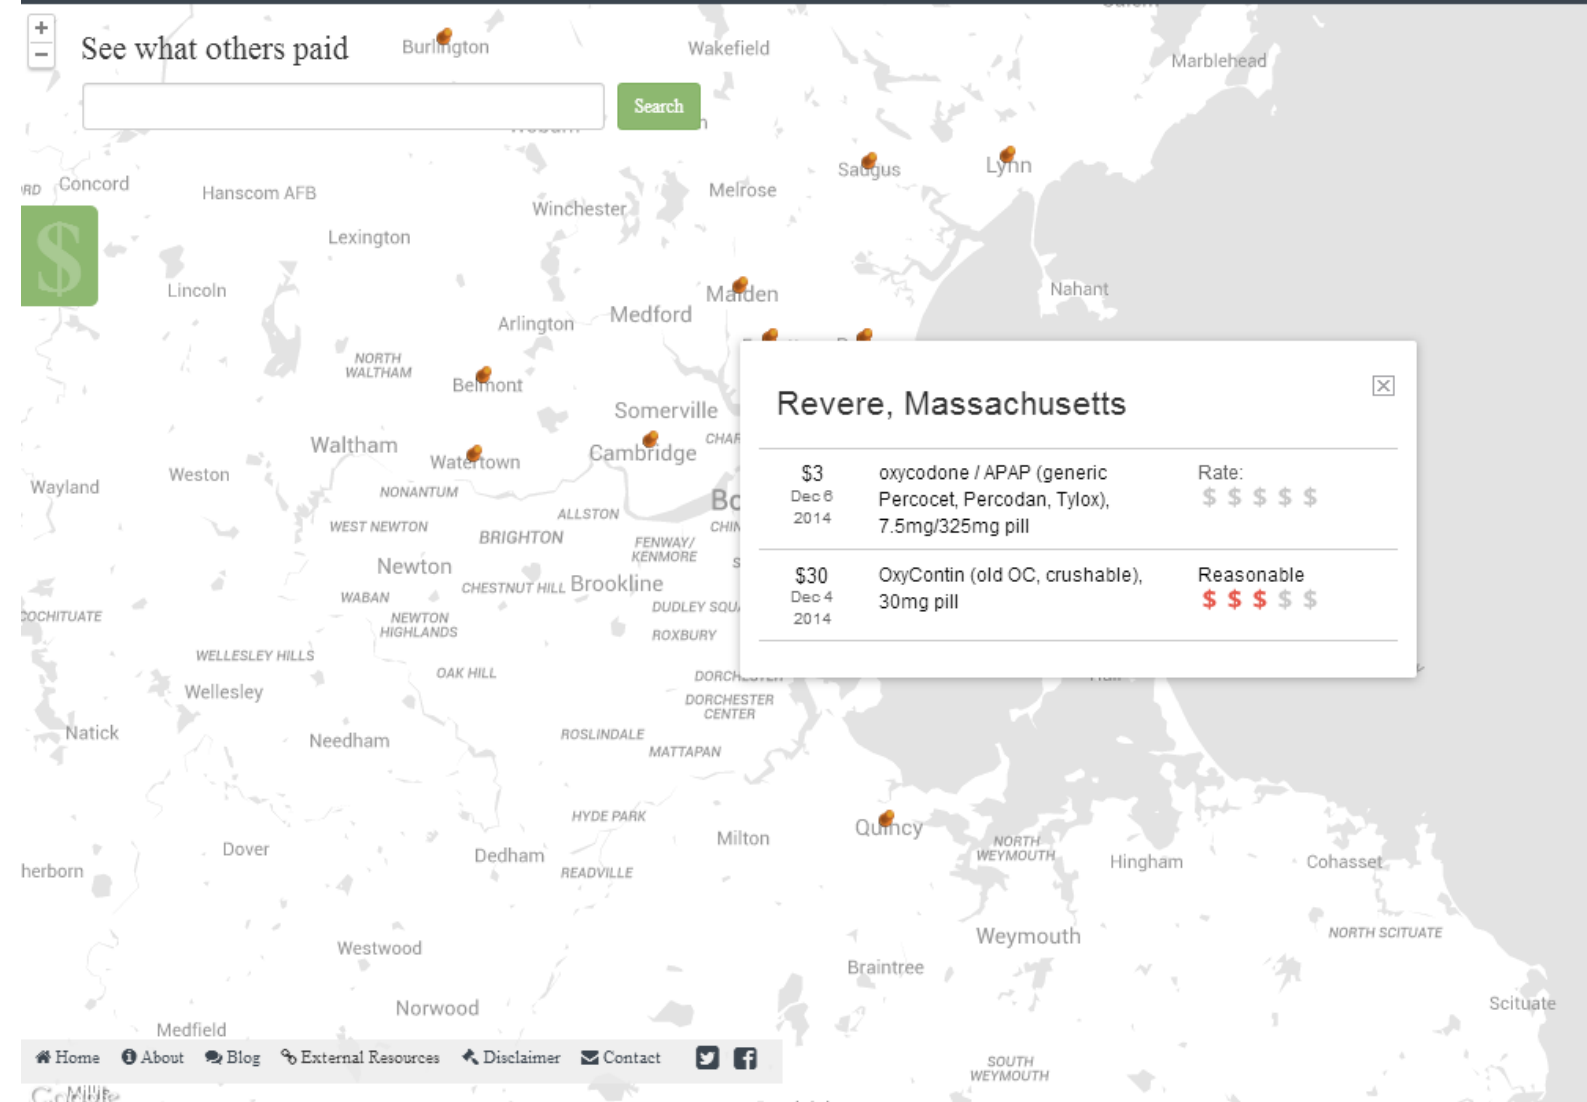 +
−
See what others paid
Search
Burlington
Wakefield
Marblehead
Saugus
Lynn
Concord
Hanscom AFB
Melrose
Winchester
$
Lexington
Lincoln
Malden
Nahant
Arlington
Medford
NORTH
WALTHAM
Belmont
Somerville
Waltham
Watertown
Cambridge
Wayland
Weston
NONANTUM
ALLSTON
WEST NEWTON
BRIGHTON
FENWAY/
KENMORE
Newton
CHESTNUT HILL
Brookline
WABAN
DUDLEY
NEWTON
HIGHLANDS
ROXBURY
WELLESLEY HILLS
OAK HILL
Wellesley
DORCHESTER
CENTER
Natick
Needham
ROSLINDALE
MATTAPAN
HYDE PARK
Milton
Quincy
Dover
Dedham
READVILLE
NORTH
WEYMOUTH
Hingham
Cohasset
Westwood
Weymouth
NORTH SCITUATE
Braintree
Norwood
Scituate
Medfield
SOUTH
WEYMOUTH
Revere, Massachusetts
$3
Dec 6
2014
oxycodone / APAP (generic
Percocet, Percodan, Tylox),
7.5mg/325mg pill
Rate:
$ $ $ $ $
$30
Dec 4
2014
OxyContin (old OC, crushable),
30mg pill
Reasonable
$ $ $ $ $
Home About Blog External Resources Disclaimer Contact